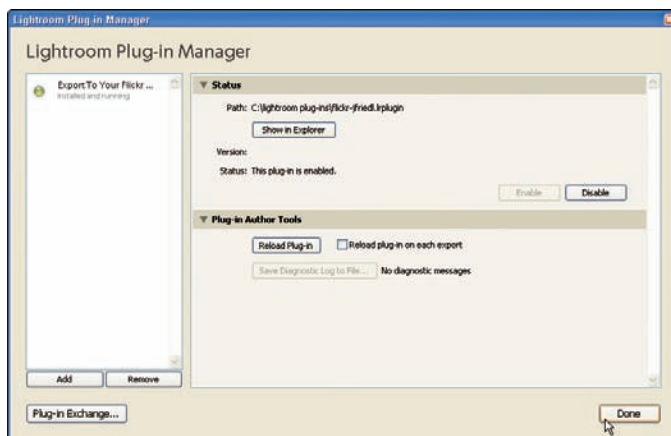 Lightroom Plug-in Manager
Lightroom Plug-in Manager
Export To Your Flickr ...
Installed and running
Status
Path: C:\lightroom plug-ins\flickr-jfriedl.lrplugin
Show in Explorer
Version:
Status: This plug-in is enabled.
Enable Disable
Plug-in Author Tools
Reload Plug-in Reload plug-in on each export
Save Diagnostic Log to File... No diagnostic messages
Add Remove
Plug-in Exchange... Done